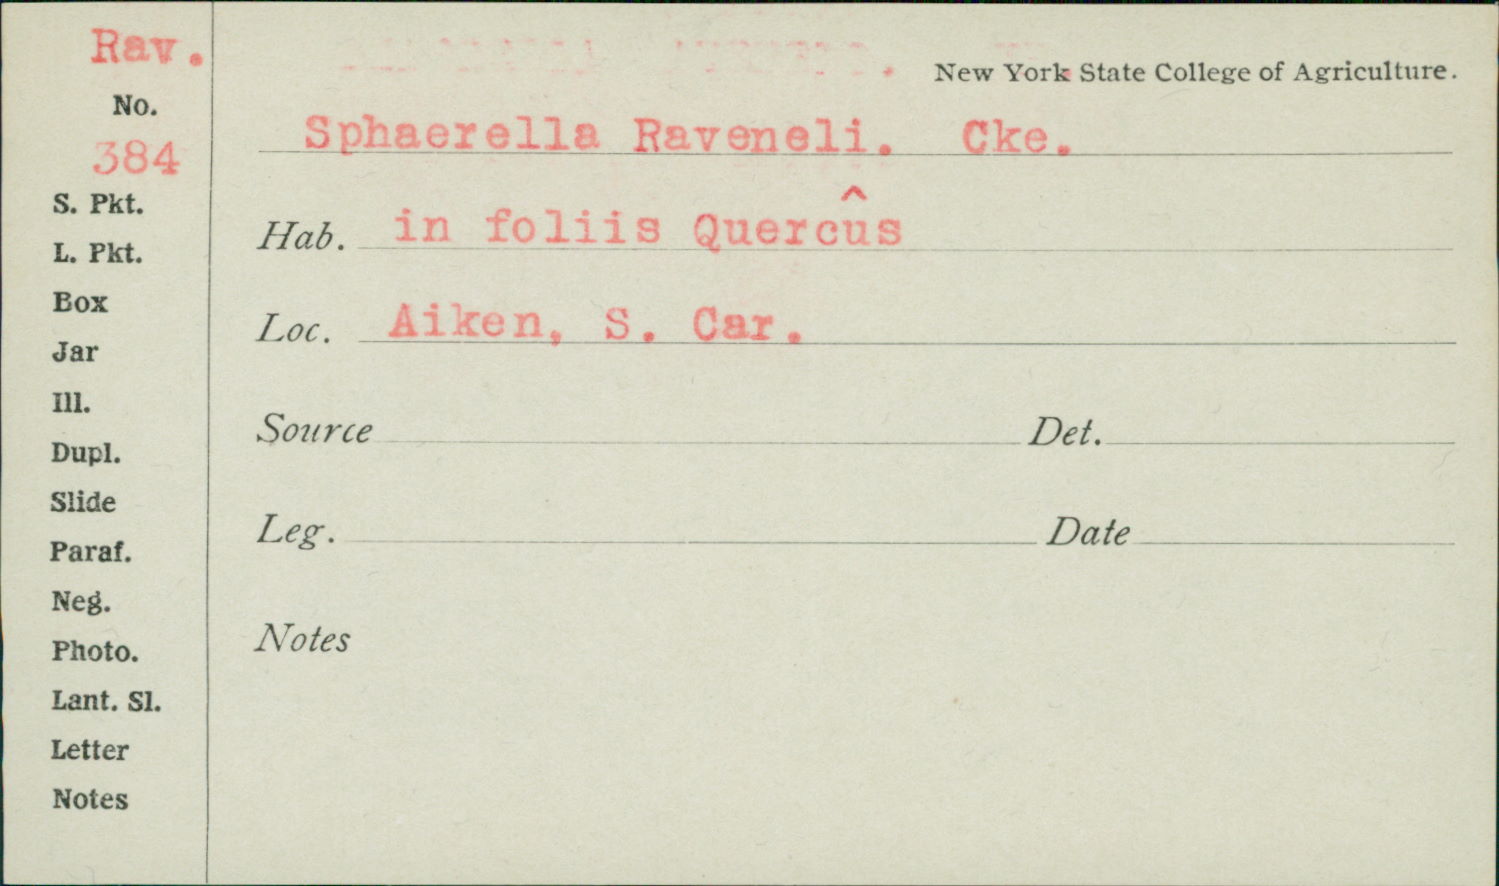 Rav.
No.
384
S. Pkt.
L. Pkt.
Box
Jar
Ill.
Dupl.
Slide
Paraf.
Neg.
Photo.
Lant. Sl.
Letter
Notes
New York State College of Agriculture.
Sphaerella Raveneli. Cke.
Hab. in foliis Quercûs
Loc. Aiken, S. Car.
Source Det.
Leg. Date
Notes